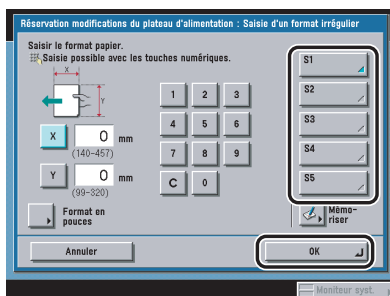 Réservation modifications du plateau d'alimentation : Saisie d'un format irrégulier
Saisir le format papier.
Saisie possible avec les touches numériques.
X
Y
X 0 mm
(140-457)
Y 0 mm
(99-320)
1 2 3
4 5 6
7 8 9
C 0
S1
S2
S3
S4
S5
Format en
pouces
Mémo-
riser
Annuler
OK
Moniteur syst.